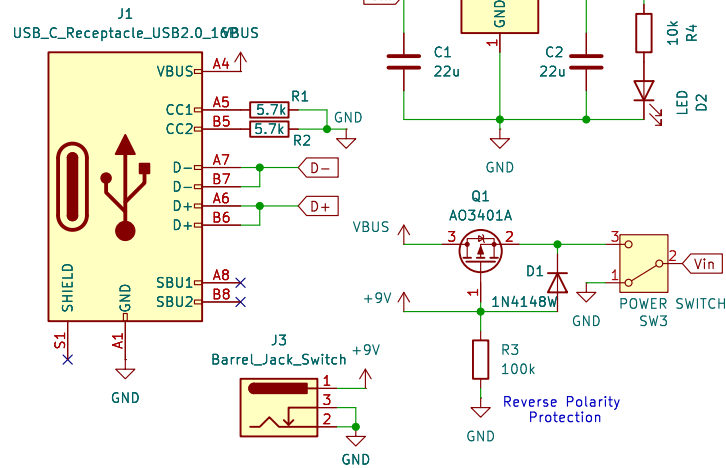 J1
USB_C_Receptacle_USB2.0_16P
VBUS
VBUS
A4
CC1
A5
5.7k
R1
CC2
B5
5.7k
R2
GND
D-
A7
D-
D-
B7
D+
A6
D+
D+
B6
SBU1
A8
SBU2
B8
SHIELD
GND
S1
A1
GND
GND
1
C1
22u
C2
22u
GND
10k
R4
LED
D2
Q1
AO3401A
VBUS
3
2
1
+9V
D1
1N4148W
3
2
1
Vin
GND
POWER SWITCH
SW3
R3
100k
GND
Reverse Polarity
Protection
J3
Barrel_Jack_Switch
+9V
1
3
2
GND